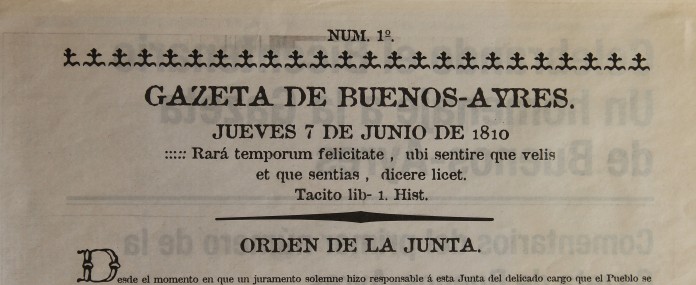 NUM. 1º.
GAZETA DE BUENOS-AYRES.
JUEVES 7 DE JUNIO DE 1810
::::: Rará temporum felicitate , ubi sentire que velis
et que sentias , dicere licet.
Tacito lib- 1. Hist.
ORDEN DE LA JUNTA.
Desde el momento en que un juramento solemne hizo responsable á esta Junta del delicado cargo que el Pueblo se